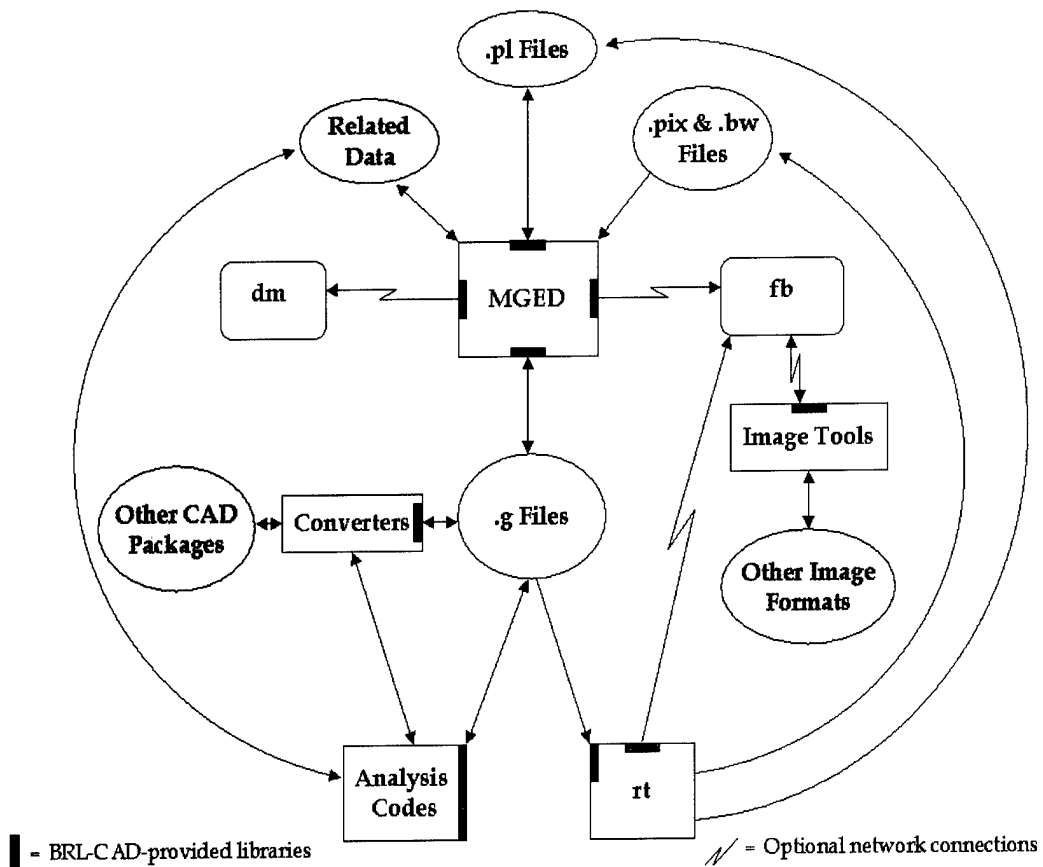 .pl Files
Related
Data
.pix & .bw
Files
dm
MGED
fb
Image Tools
Other CAD
Packages
Converters
.g Files
Other Image
Formats
Analysis
Codes
rt
= BRL-CAD-provided libraries
= Optional network connections